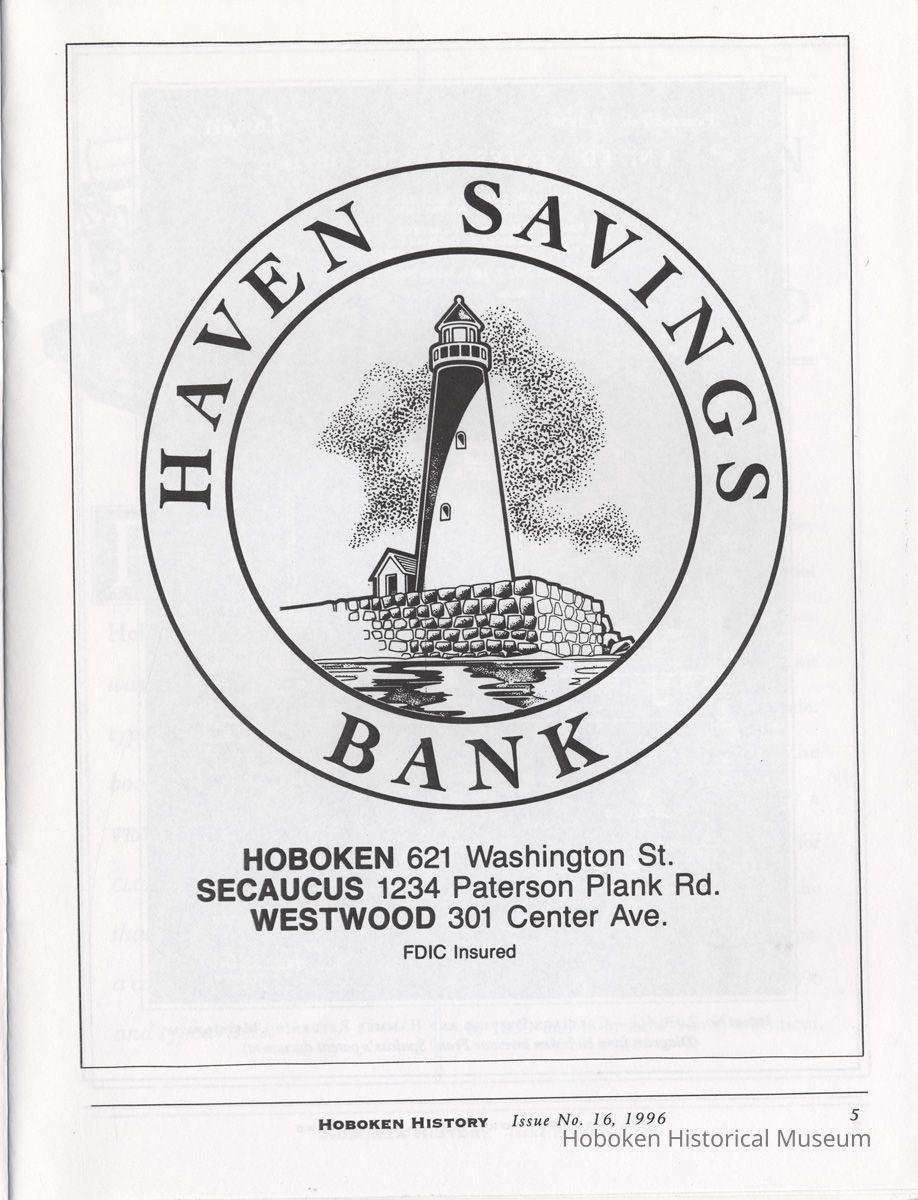 HAVEN SAVINGS
BANK
HOBOKEN 621 Washington St.
SECAUCUS 1234 Paterson Plank Rd.
WESTWOOD 301 Center Ave.
FDIC Insured
HOBOKEN HISTORY Issue No. 16, 1996 5
Hoboken Historical Museum